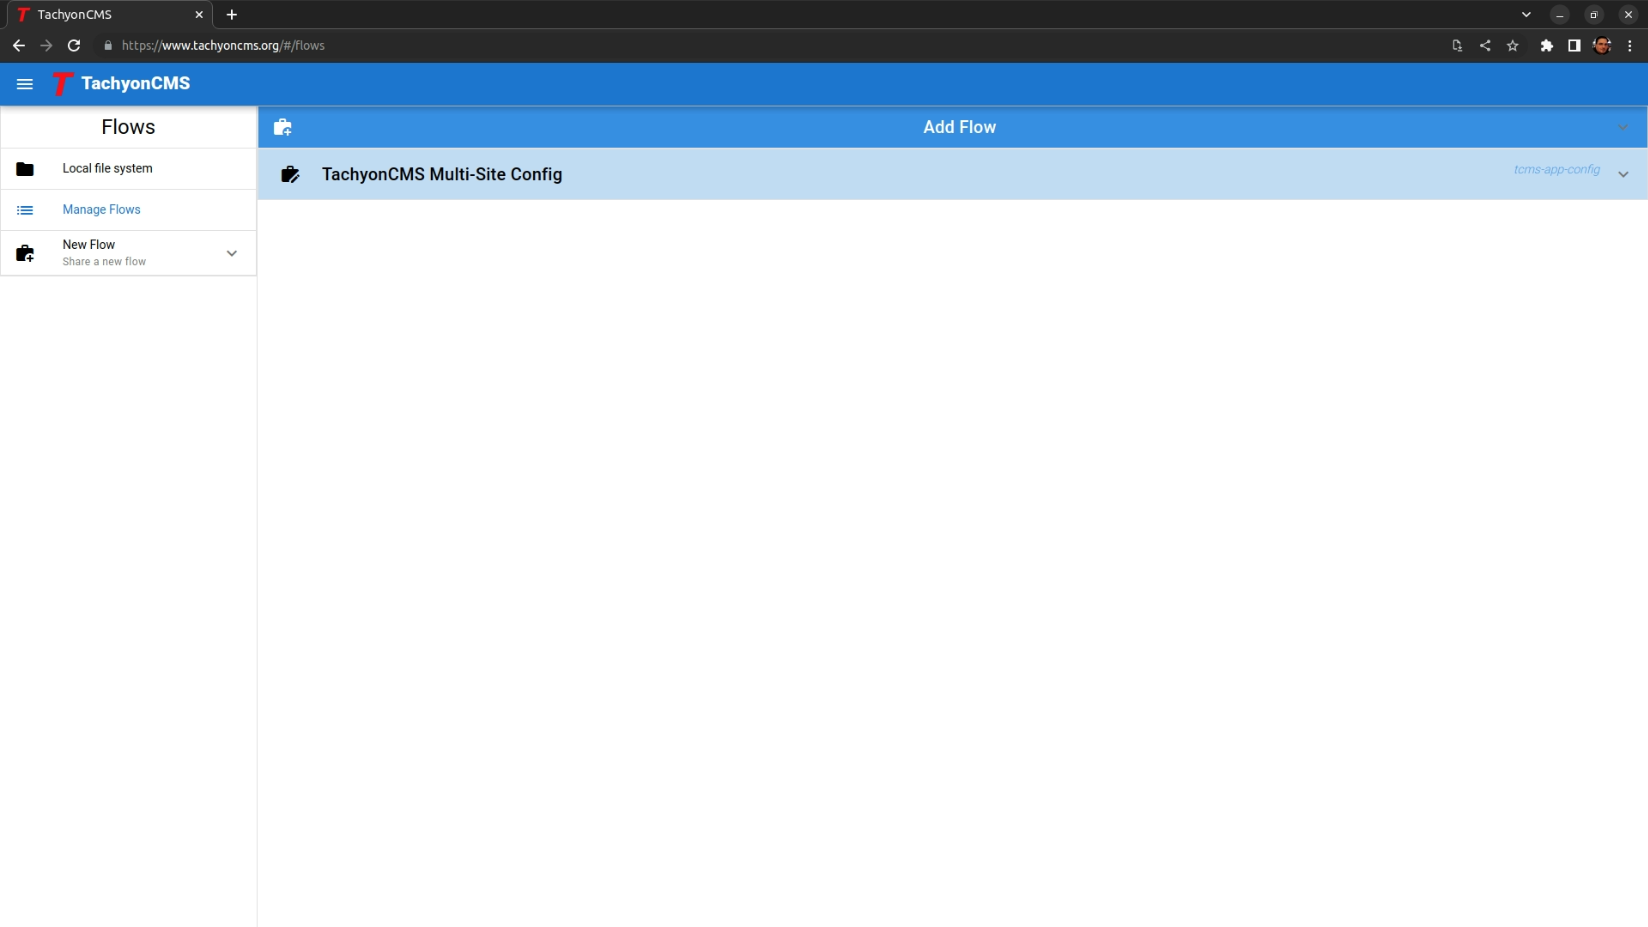 TachyonCMS
https://www.tachyoncms.org/#/flows
TachyonCMS
Flows
Local file system
Manage Flows
New Flow
Share a new flow
Add Flow
TachyonCMS Multi-Site Config
tcms-app-config